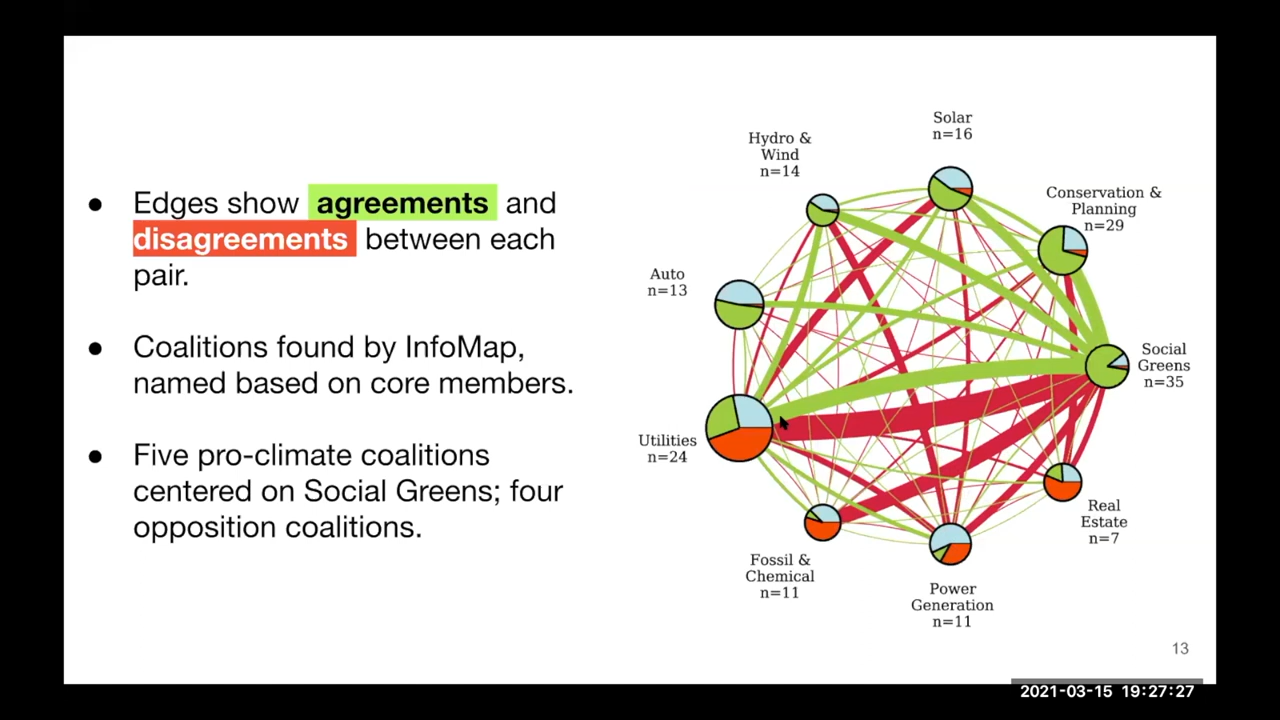 ● Edges show agreements and
disagreements between each
pair.
● Coalitions found by InfoMap,
named based on core members.
● Five pro-climate coalitions
centered on Social Greens; four
opposition coalitions.
Solar
n=16
Hydro &
Wind
n=14
Conservation &
Planning
n=29
Auto
n=13
Social
Greens
n=35
Utilities
n=24
Real
Estate
n=7
Fossil &
Chemical
n=11
Power
Generation
n=11
13
2021-03-15 19:27:27